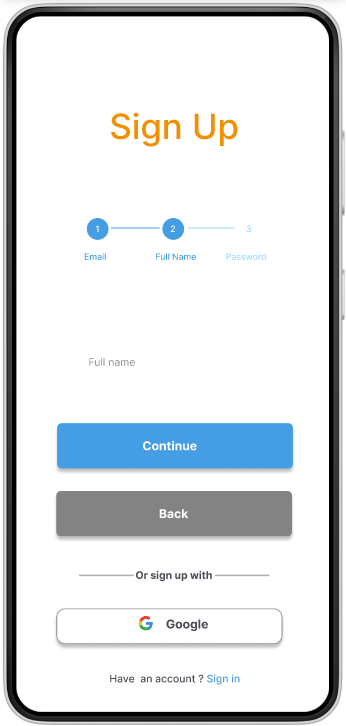 Sign Up
1 2 3
Email Full Name Password
Full name
Continue
Back
Or sign up with
Google
Have an account ? Sign in